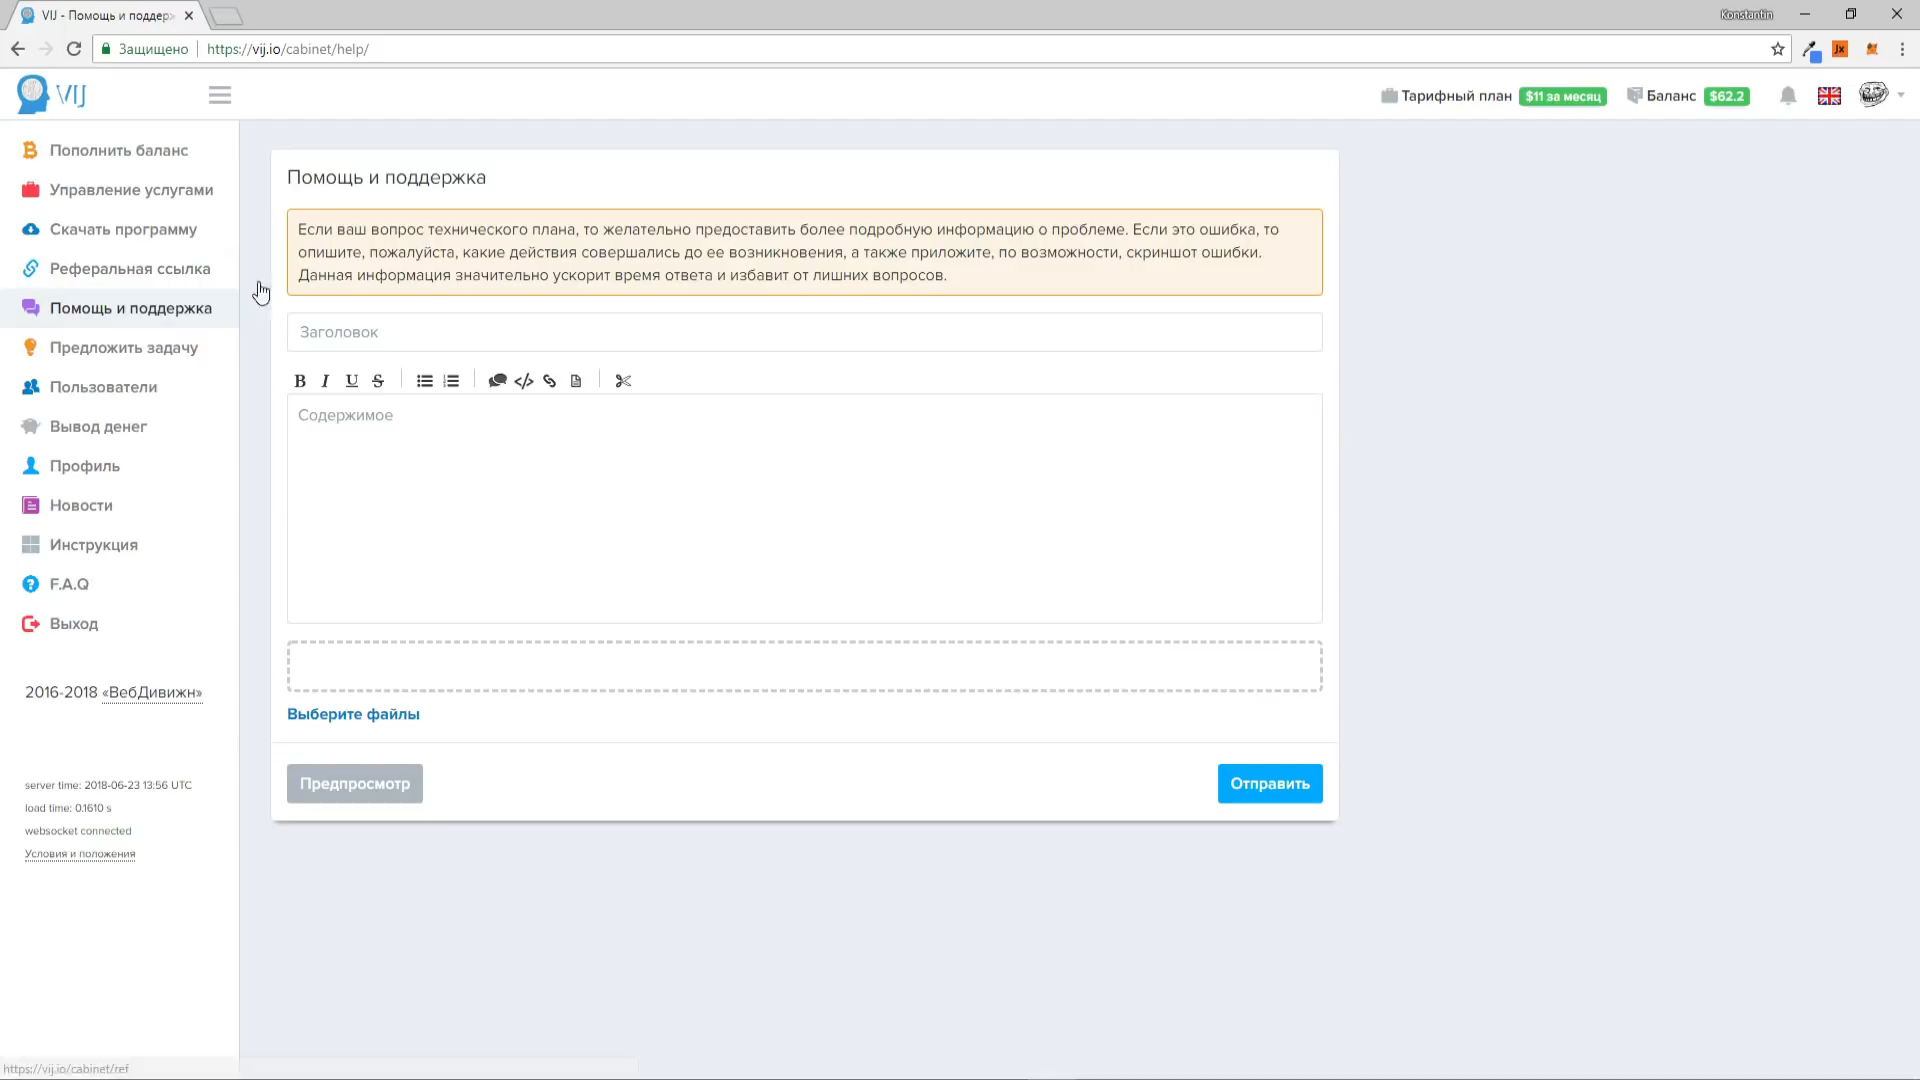 VIJ - Помощь и поддерж
Konstantin
Защищено
https://vij.io/cabinet/help/
Jx
VIJ
Тарифный план $11 за месяц
Баланс $62.2
Пополнить баланс
Управление услугами
Скачать программу
Реферальная ссылка
Помощь и поддержка
Предложить задачу
Пользователи
Вывод денег
Профиль
Новости
Инструкция
F.A.Q
Выход
2016-2018 «ВебДивижн»
server time: 2018-06-23 13:56 UTC
load time: 0.1610 s
websocket connected
Условия и положения
Помощь и поддержка
Если ваш вопрос технического плана, то желательно предоставить более подробную информацию о проблеме. Если это ошибка, то
опишите, пожалуйста, какие действия совершались до ее возникновения, а также приложите, по возможности, скриншот ошибки.
Данная информация значительно ускорит время ответа и избавит от лишних вопросов.
Заголовок
B I U S
Содержимое
Выберите файлы
Предпросмотр
Отправить
https://vij.io/cabinet/ref